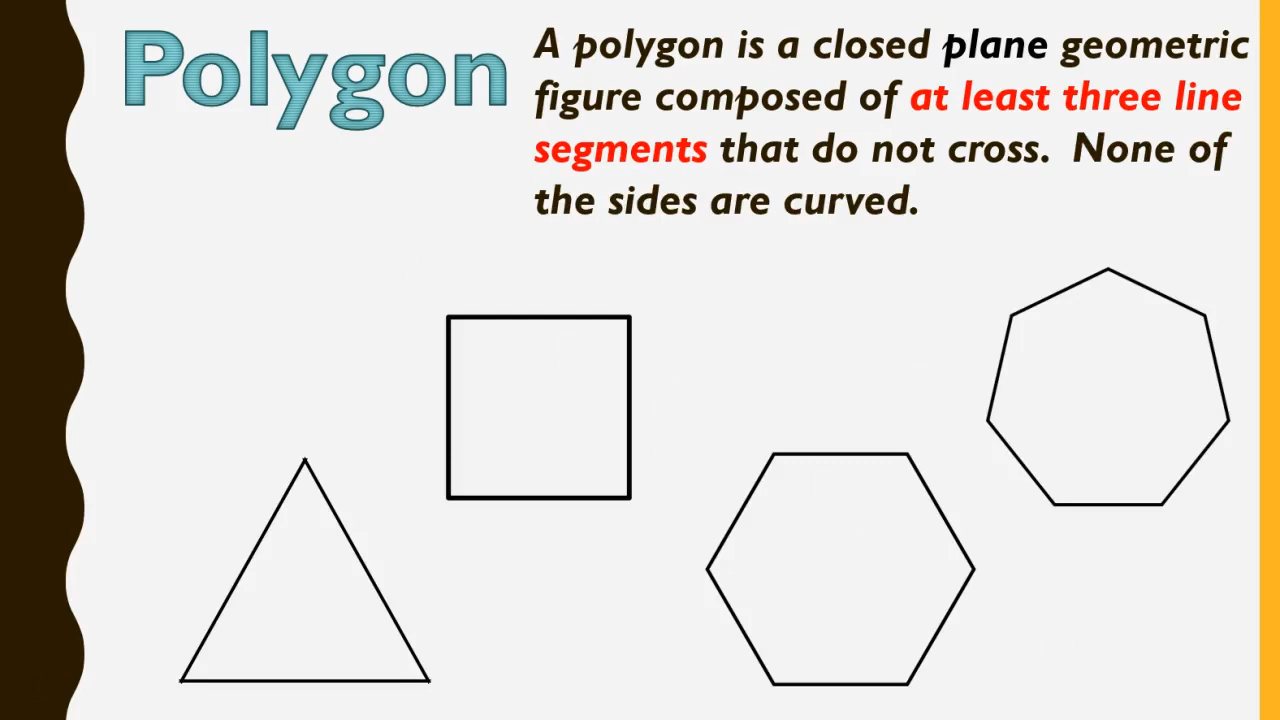 Polygon
A polygon is a closed plane geometric
figure composed of at least three line
segments that do not cross.  None of
the sides are curved.